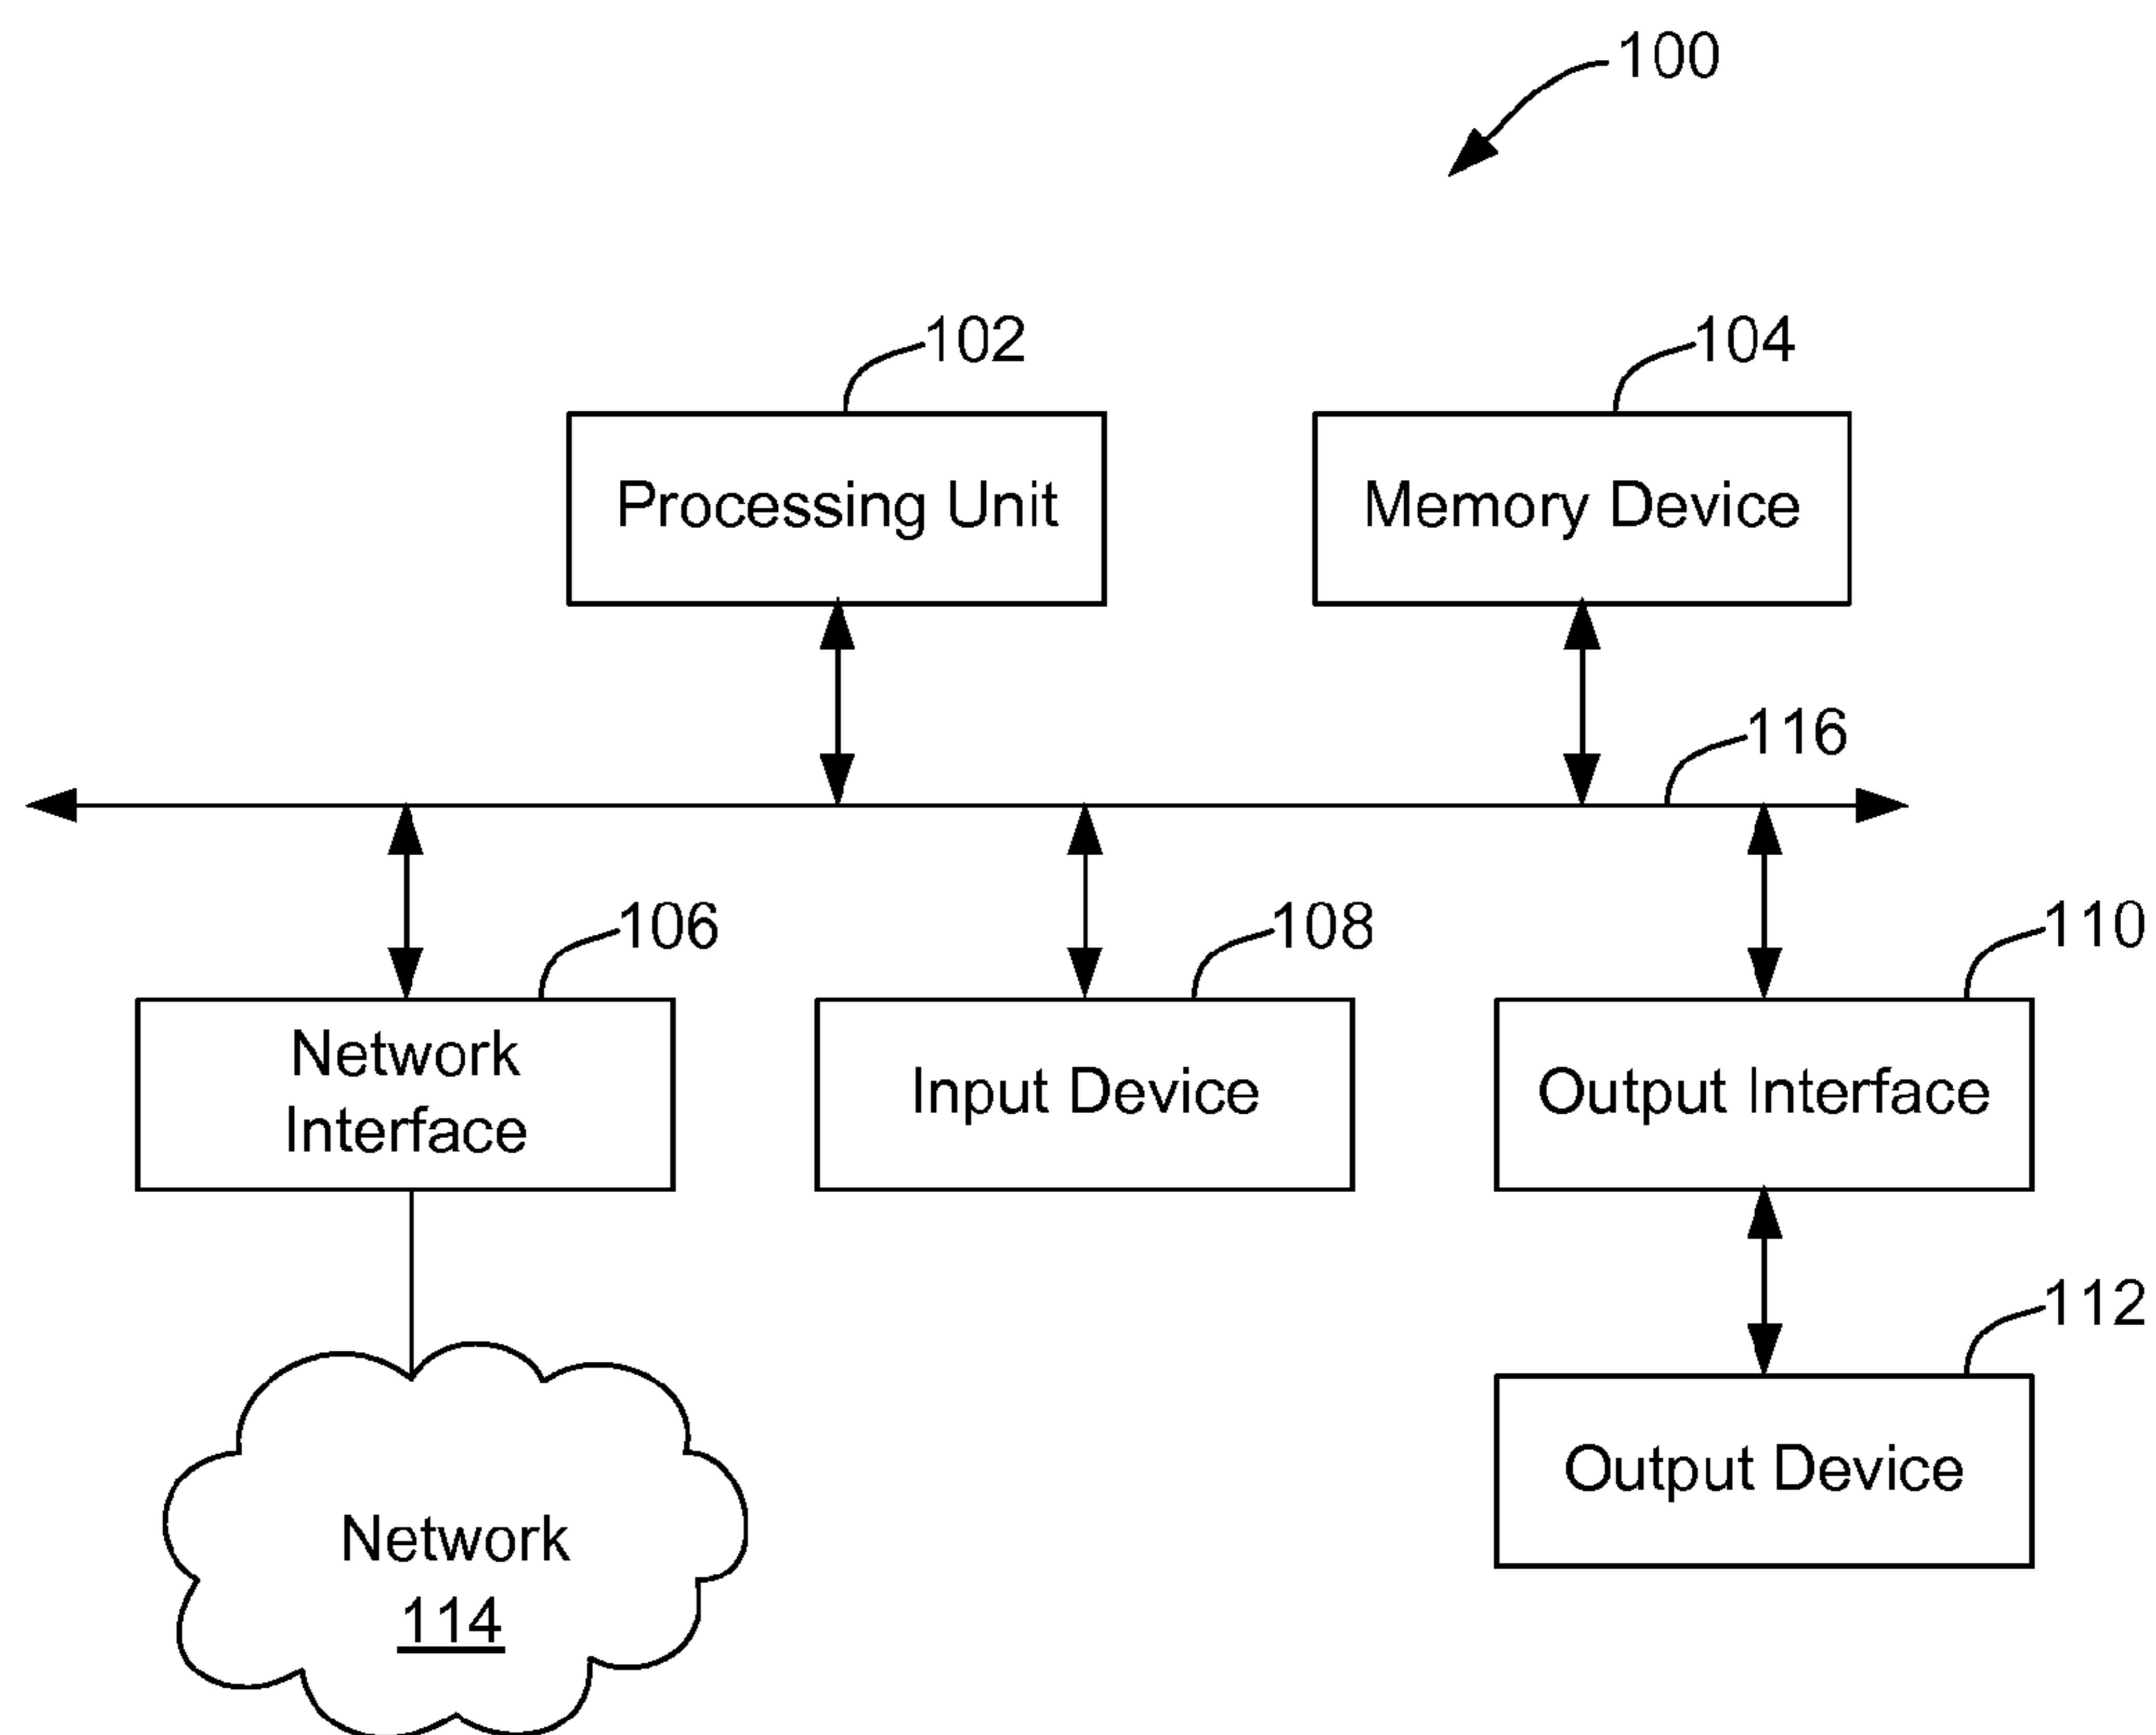 100
102
104
Processing Unit
Memory Device
116
106
108
110
Network
Interface
Input Device
Output Interface
112
Output Device
Network
114